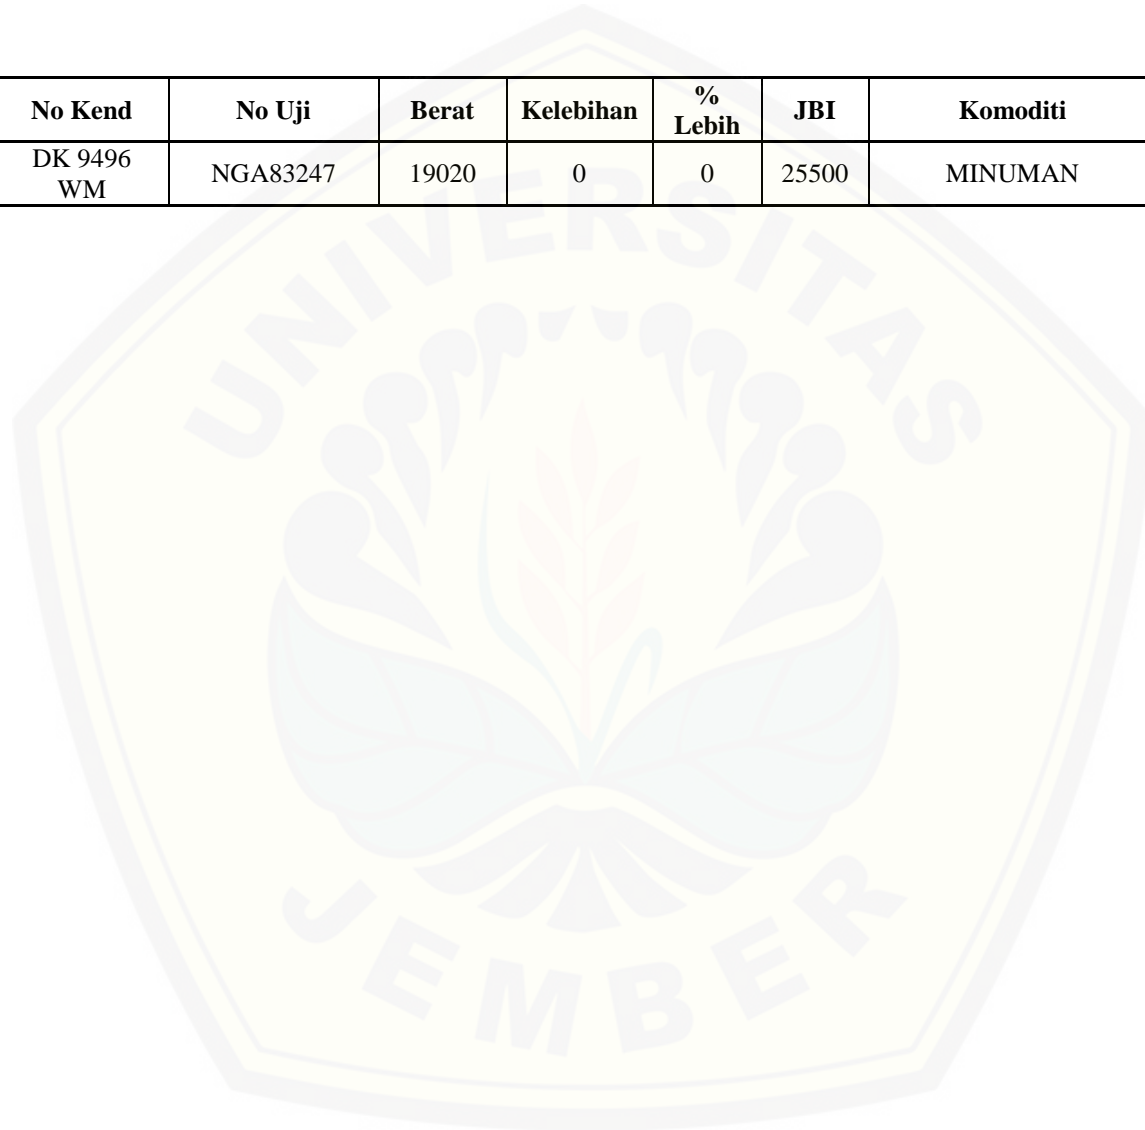 No Kend No Uji Berat Kelebihan % Lebih JBI Komoditi
DK 9496 WM NGA83247 19020 0 0 25500 MINUMAN
UNIVERSITAS
JEMBER